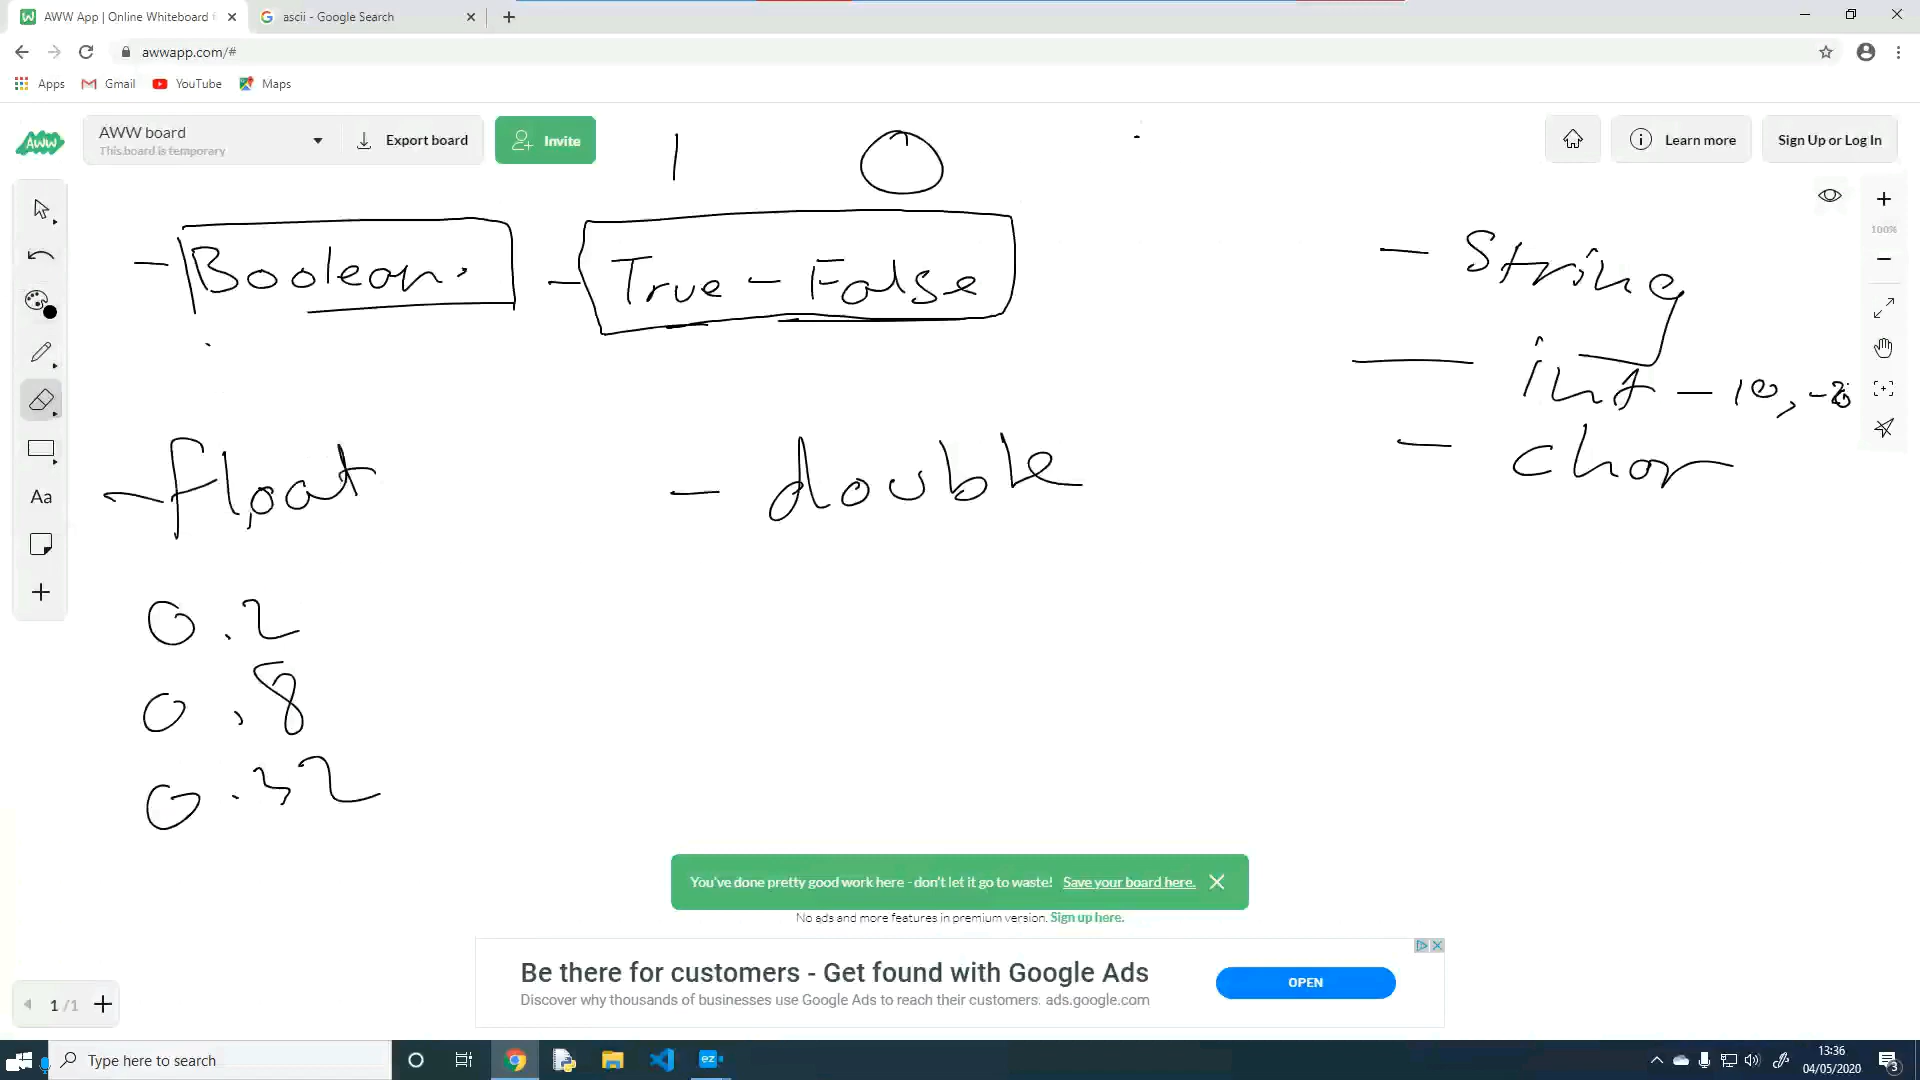 AWW App | Online Whiteboard f
ascii - Google Search
awwapp.com/#
Apps
Gmail
YouTube
Maps
AWW
AWW board
This board is temporary
Export board
Invite
Learn more
Sign Up or Log In
1 0
- Boolean. - True - False
- String
- int - 10, -20
- char
- float - double
0.2
0.8
0.32
100%
Aa
You've done pretty good work here - don't let it go to waste! Save your board here.
No ads and more features in premium version. Sign up here.
Be there for customers - Get found with Google Ads
Discover why thousands of businesses use Google Ads to reach their customers. ads.google.com
OPEN
1 /1
Type here to search
ez
13:36
04/05/2020
3